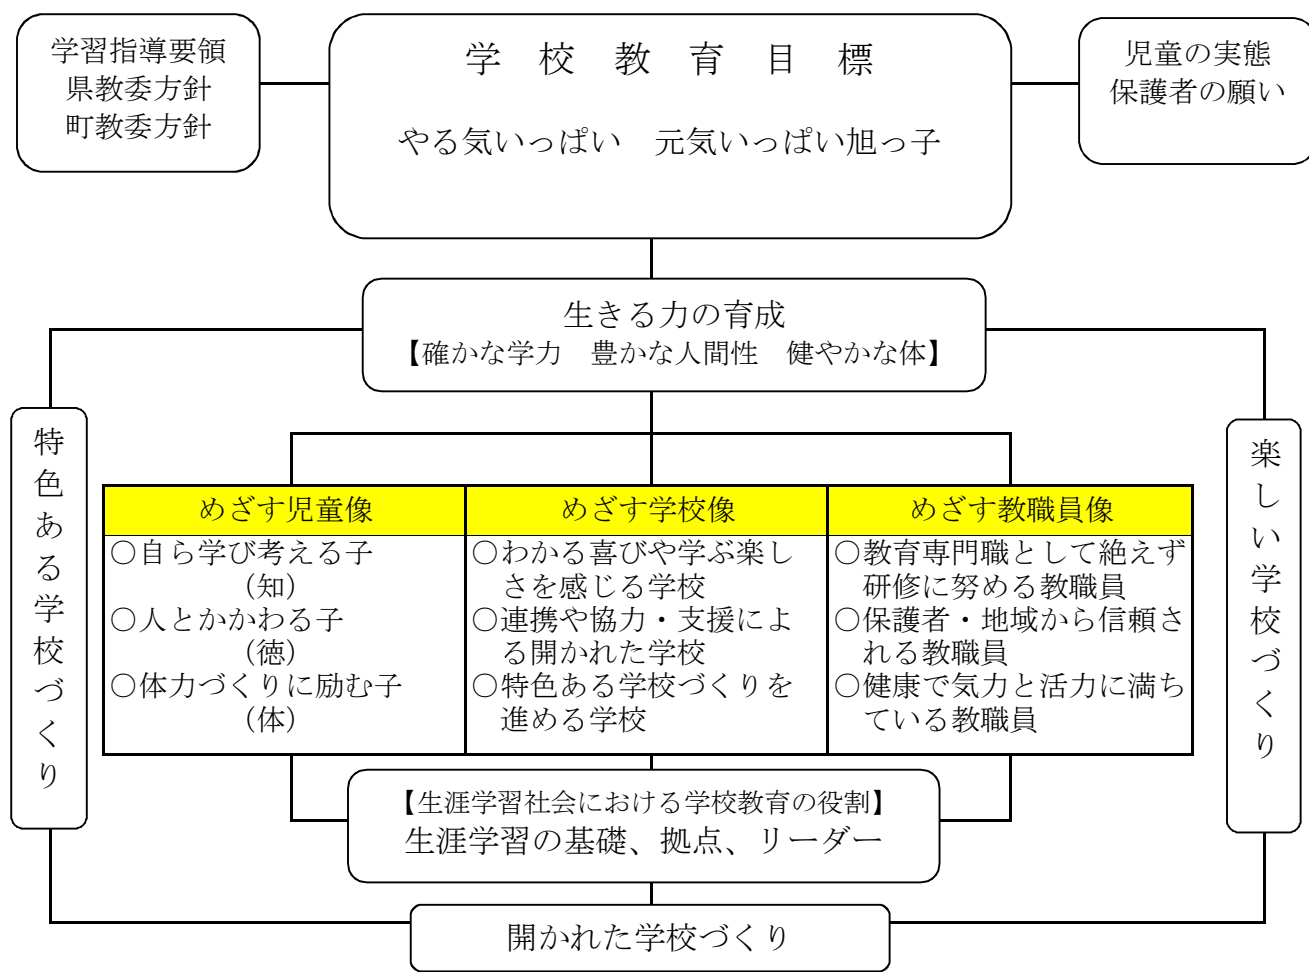 学習指導要領
県教委方針
町教委方針
学校教育目標
やる気いっぱい　元気いっぱい旭っ子
児童の実態
保護者の願い
生きる力の育成
【確かな学力　豊かな人間性　健やかな体】
特色ある学校づくり
楽しい学校づくり
めざす児童像
○自ら学び考える子
（知）
○人とかかわる子
（徳）
○体力づくりに励む子
（体）
めざす学校像
○わかる喜びや学ぶ楽し
さを感じる学校
○連携や協力・支援によ
る開かれた学校
○特色ある学校づくりを
進める学校
めざす教職員像
○教育専門職として絶えず
研修に努める教職員
○保護者・地域から信頼さ
れる教職員
○健康で気力と活力に満ち
ている教職員
【生涯学習社会における学校教育の役割】
生涯学習の基礎、拠点、リーダー
開かれた学校づくり